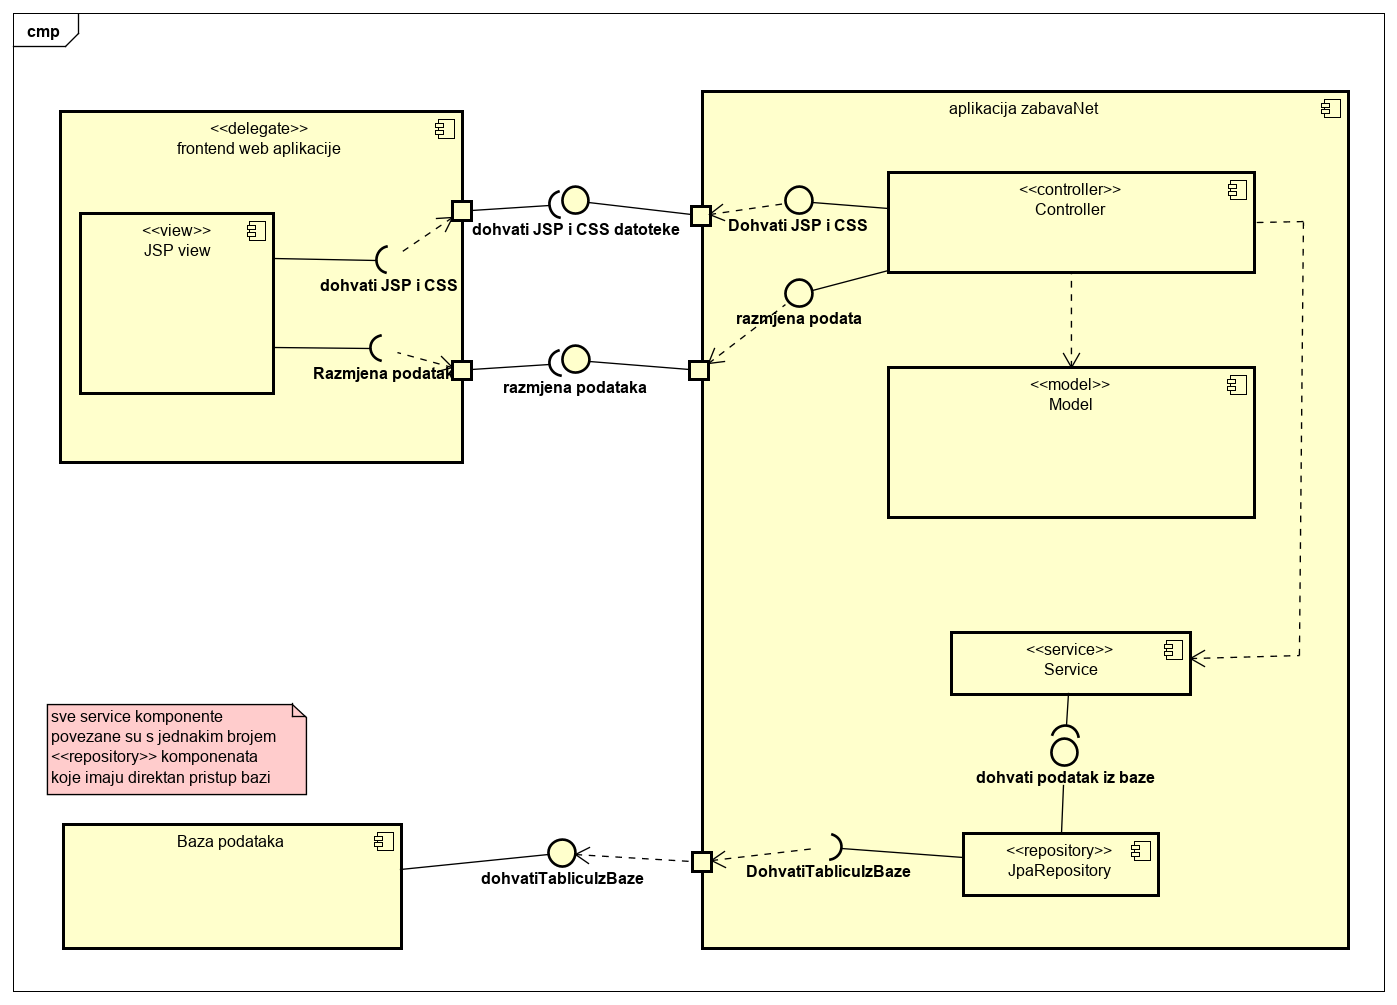 cmp
<<delegate>>
frontend web aplikacije
<<view>>
JSP view
dohvati JSP i CSS
Razmjena podatak
dohvati JSP i CSS datoteke
razmjena podataka
aplikacija zabavaNet
Dohvati JSP i CSS
razmjena podata
<<controller>>
Controller
<<model>>
Model
<<service>>
Service
dohvati podatak iz baze
<<repository>>
JpaRepository
DohvatiTablicuIzBaze
dohvatiTablicuIzBaze
sve service komponente
povezane su s jednakim brojem
<<repository>> komponenata
koje imaju direktan pristup bazi
Baza podataka